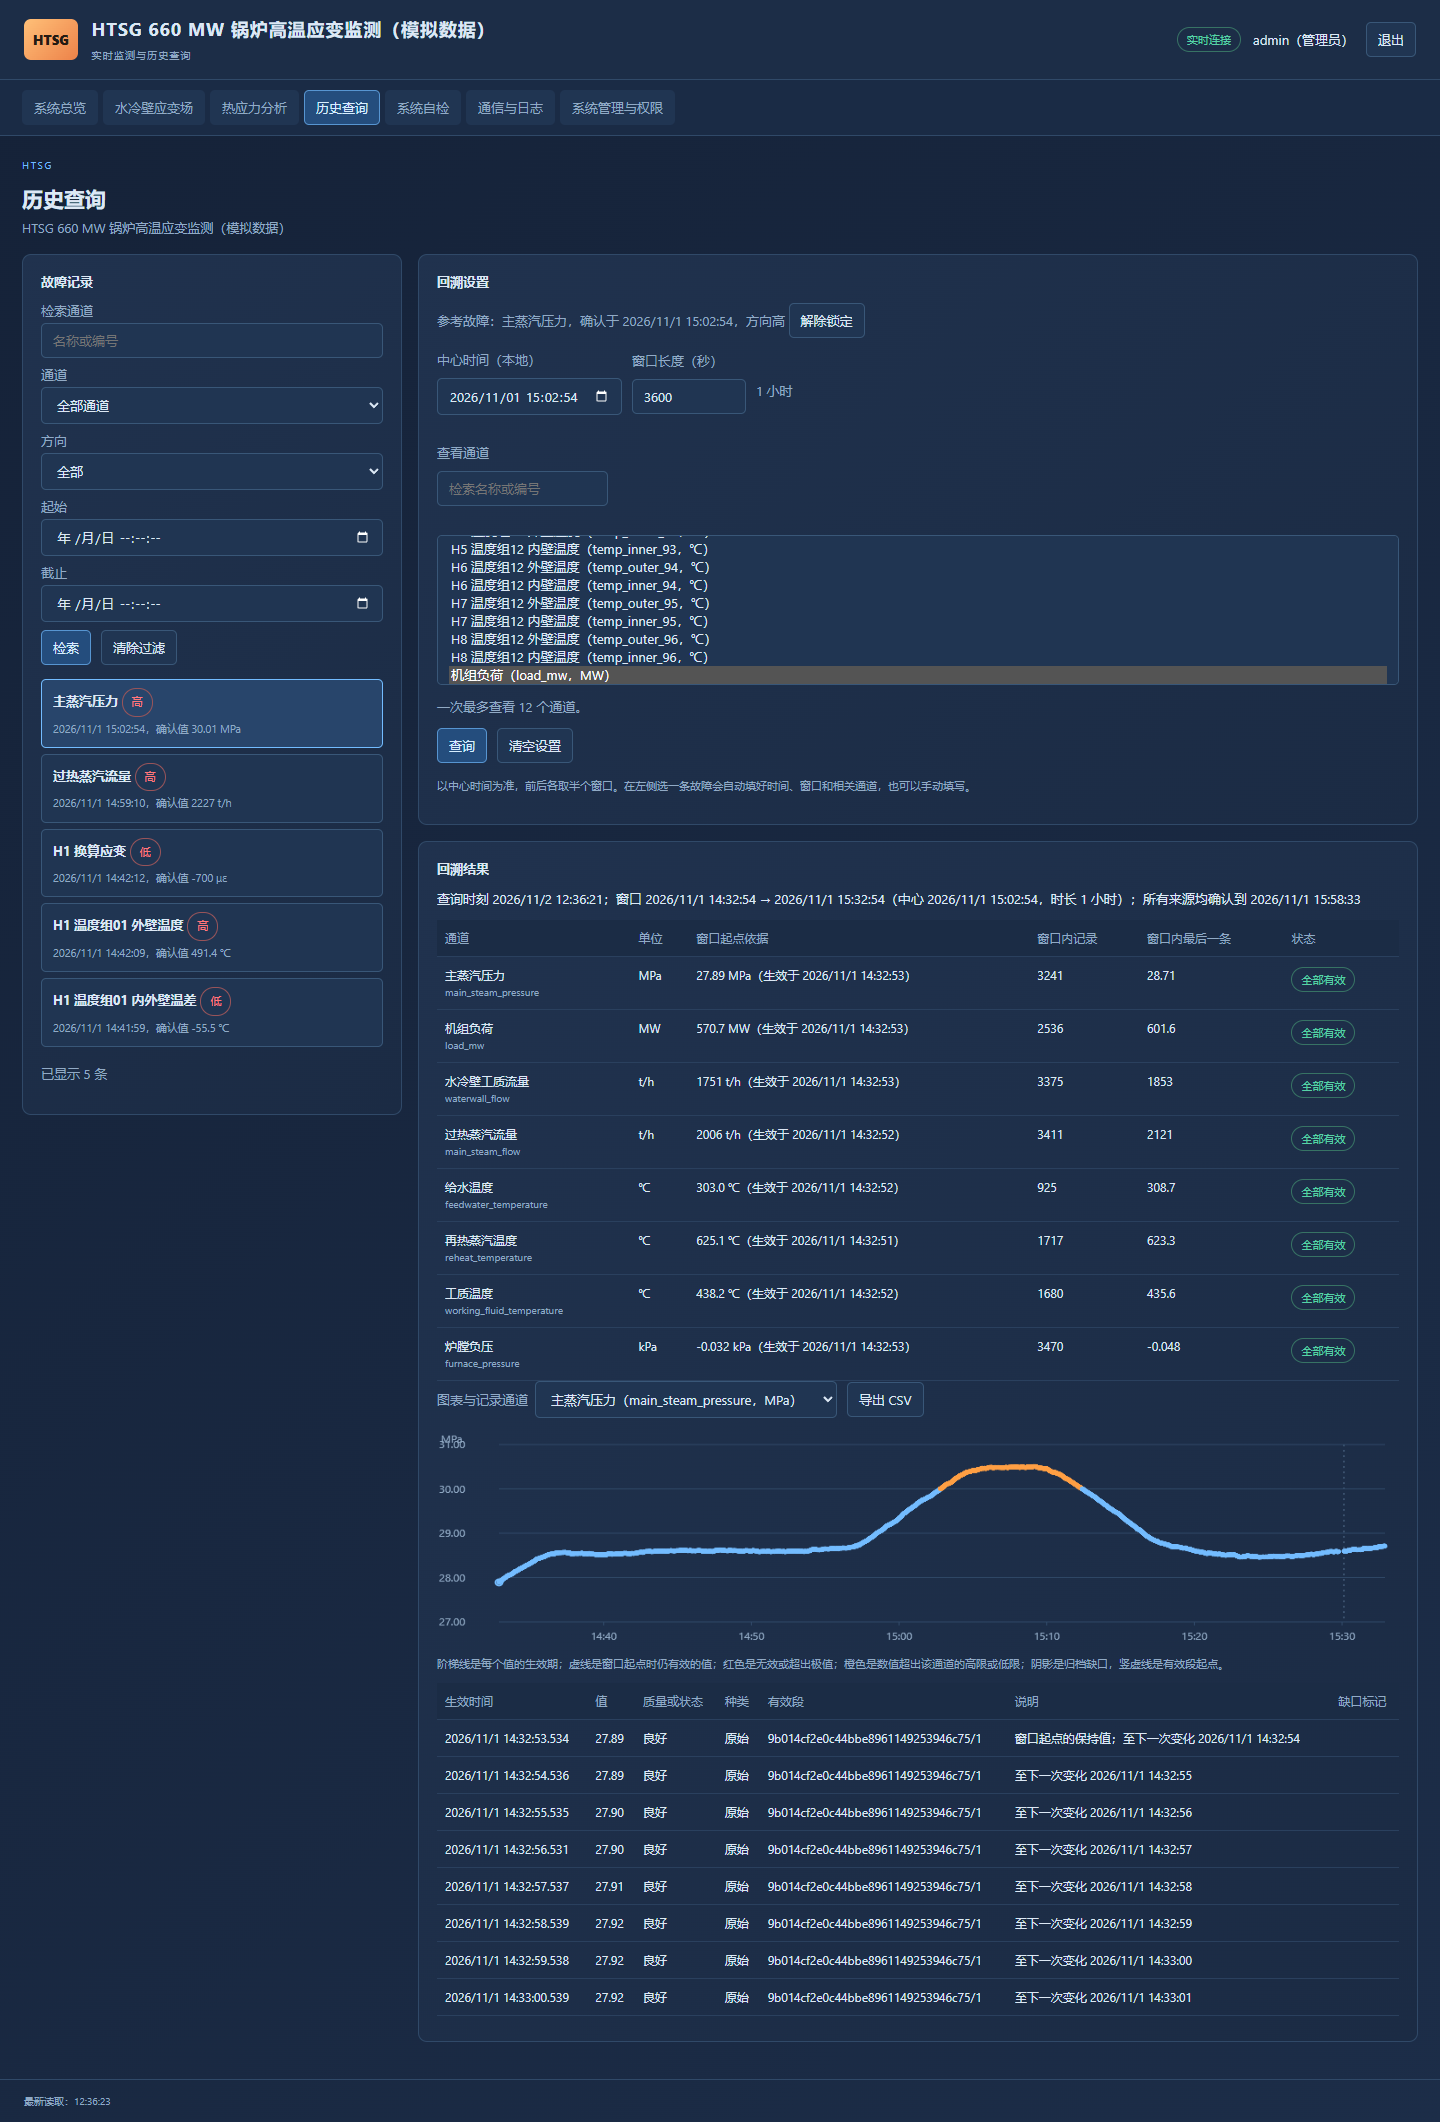 HTSG
HTSG 660 MW 锅炉高温应变监测（模拟数据）
实时监测与历史查询
实时连接
admin（管理员）
退出
系统总览
水冷壁应变场
热应力分析
历史查询
系统自检
通信与日志
系统管理与权限
HTSG
历史查询
HTSG 660 MW 锅炉高温应变监测（模拟数据）
故障记录
检索通道
名称或编号
通道
全部通道
方向
全部
起始
年 /月/日 --:--:--
截止
年 /月/日 --:--:--
检索
清除过滤
主蒸汽压力 高
2026/11/1 15:02:54，确认值 30.01 MPa
过热蒸汽流量 高
2026/11/1 14:59:10，确认值 2227 t/h
H1 换算应变 低
2026/11/1 14:42:12，确认值 -700 με
H1 温度组01 外壁温度 高
2026/11/1 14:42:09，确认值 491.4 ℃
H1 温度组01 内外壁温差 低
2026/11/1 14:41:59，确认值 -55.5 ℃
已显示 5 条
回溯设置
参考故障：主蒸汽压力，确认于 2026/11/1 15:02:54，方向高 解除锁定
中心时间（本地）
2026/11/01 15:02:54
窗口长度（秒）
3600
1 小时
查看通道
检索名称或编号
H5 温度组12 内壁温度（temp_inner_93，℃）
H6 温度组12 外壁温度（temp_outer_94，℃）
H6 温度组12 内壁温度（temp_inner_94，℃）
H7 温度组12 外壁温度（temp_outer_95，℃）
H7 温度组12 内壁温度（temp_inner_95，℃）
H8 温度组12 外壁温度（temp_outer_96，℃）
H8 温度组12 内壁温度（temp_inner_96，℃）
机组负荷（load_mw，MW）
一次最多查看 12 个通道。
查询
清空设置
以中心时间为准，前后各取半个窗口。在左侧选一条故障会自动填好时间、窗口和相关通道，也可以手动填写。
回溯结果
查询时刻 2026/11/2 12:36:21；窗口 2026/11/1 14:32:54 → 2026/11/1 15:32:54（中心 2026/11/1 15:02:54，时长 1 小时）；所有来源均确认到 2026/11/1 15:58:33
通道 单位 窗口起点依据 窗口内记录 窗口内最后一条 状态
主蒸汽压力 MPa 27.89 MPa（生效于 2026/11/1 14:32:53） 3241 28.71 全部有效
main_steam_pressure
机组负荷 MW 570.7 MW（生效于 2026/11/1 14:32:53） 2536 601.6 全部有效
load_mw
水冷壁工质流量 t/h 1751 t/h（生效于 2026/11/1 14:32:53） 3375 1853 全部有效
waterwall_flow
过热蒸汽流量 t/h 2006 t/h（生效于 2026/11/1 14:32:52） 3411 2121 全部有效
main_steam_flow
给水温度 ℃ 303.0 ℃（生效于 2026/11/1 14:32:52） 925 308.7 全部有效
feedwater_temperature
再热蒸汽温度 ℃ 625.1 ℃（生效于 2026/11/1 14:32:51） 1717 623.3 全部有效
reheat_temperature
工质温度 ℃ 438.2 ℃（生效于 2026/11/1 14:32:52） 1680 435.6 全部有效
working_fluid_temperature
炉膛负压 kPa -0.032 kPa（生效于 2026/11/1 14:32:53） 3470 -0.048 全部有效
furnace_pressure
图表与记录通道 主蒸汽压力（main_steam_pressure，MPa） 导出 CSV
MPa
31.00
30.00
29.00
28.00
27.00
14:40 14:50 15:00 15:10 15:20 15:30
阶梯线是每个值的生效期；虚线是窗口起点时仍有效的值；红色是无效或超出极值；橙色是数值超出该通道的高限或低限；阴影是归档缺口，竖虚线是有效段起点。
生效时间 值 质量或状态 种类 有效段 说明 缺口标记
2026/11/1 14:32:53.534 27.89 良好 原始 9b014cf2e0c44bbe8961149253946c75/1 窗口起点的保持值；至下一次变化 2026/11/1 14:32:54
2026/11/1 14:32:54.536 27.89 良好 原始 9b014cf2e0c44bbe8961149253946c75/1 至下一次变化 2026/11/1 14:32:55
2026/11/1 14:32:55.535 27.90 良好 原始 9b014cf2e0c44bbe8961149253946c75/1 至下一次变化 2026/11/1 14:32:56
2026/11/1 14:32:56.531 27.90 良好 原始 9b014cf2e0c44bbe8961149253946c75/1 至下一次变化 2026/11/1 14:32:57
2026/11/1 14:32:57.537 27.91 良好 原始 9b014cf2e0c44bbe8961149253946c75/1 至下一次变化 2026/11/1 14:32:58
2026/11/1 14:32:58.539 27.92 良好 原始 9b014cf2e0c44bbe8961149253946c75/1 至下一次变化 2026/11/1 14:32:59
2026/11/1 14:32:59.538 27.92 良好 原始 9b014cf2e0c44bbe8961149253946c75/1 至下一次变化 2026/11/1 14:33:00
2026/11/1 14:33:00.539 27.92 良好 原始 9b014cf2e0c44bbe8961149253946c75/1 至下一次变化 2026/11/1 14:33:01
最新读取：12:36:23